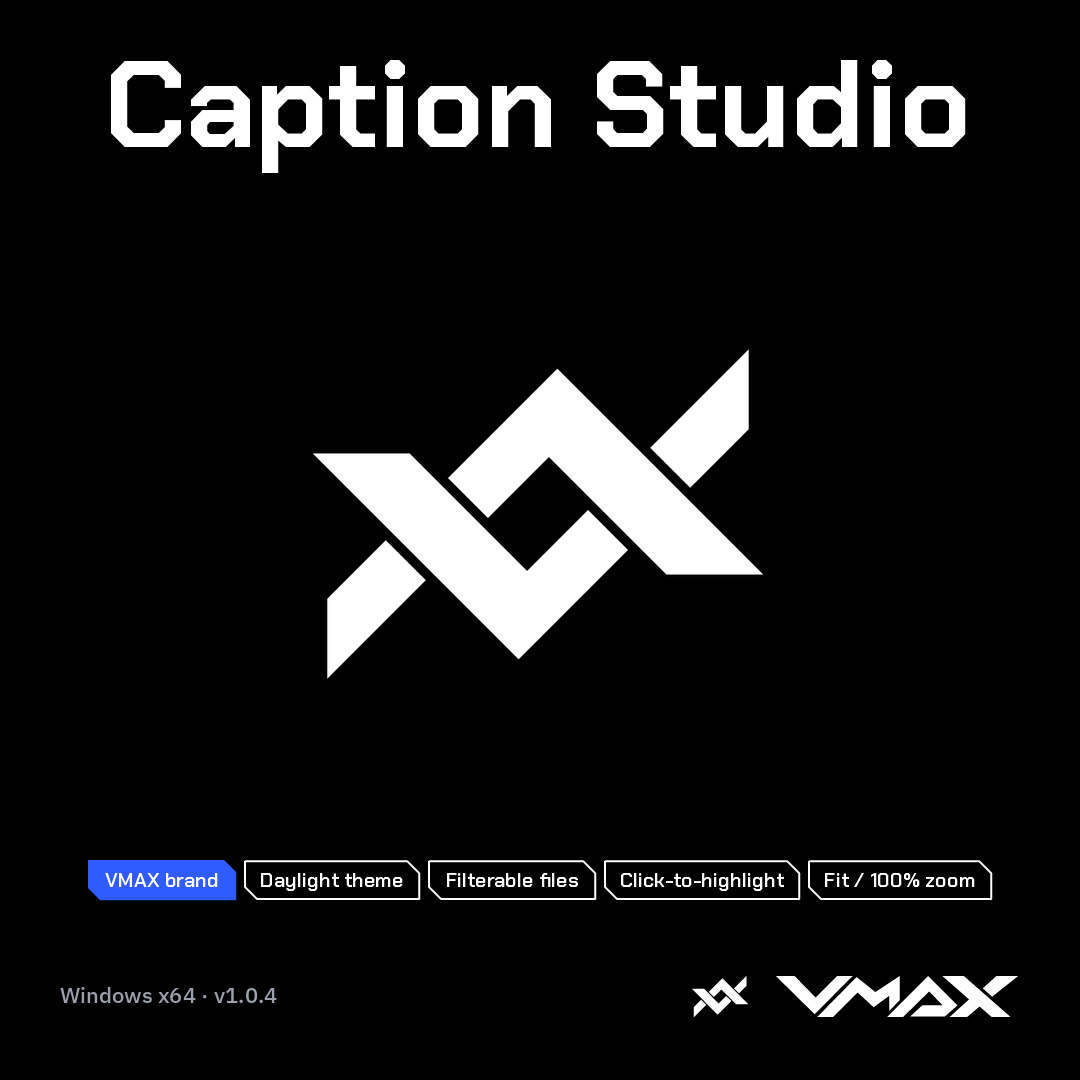 Caption Studio
VMAX brand
Daylight theme
Filterable files
Click-to-highlight
Fit / 100% zoom
Windows x64 · v1.0.4
VMAX